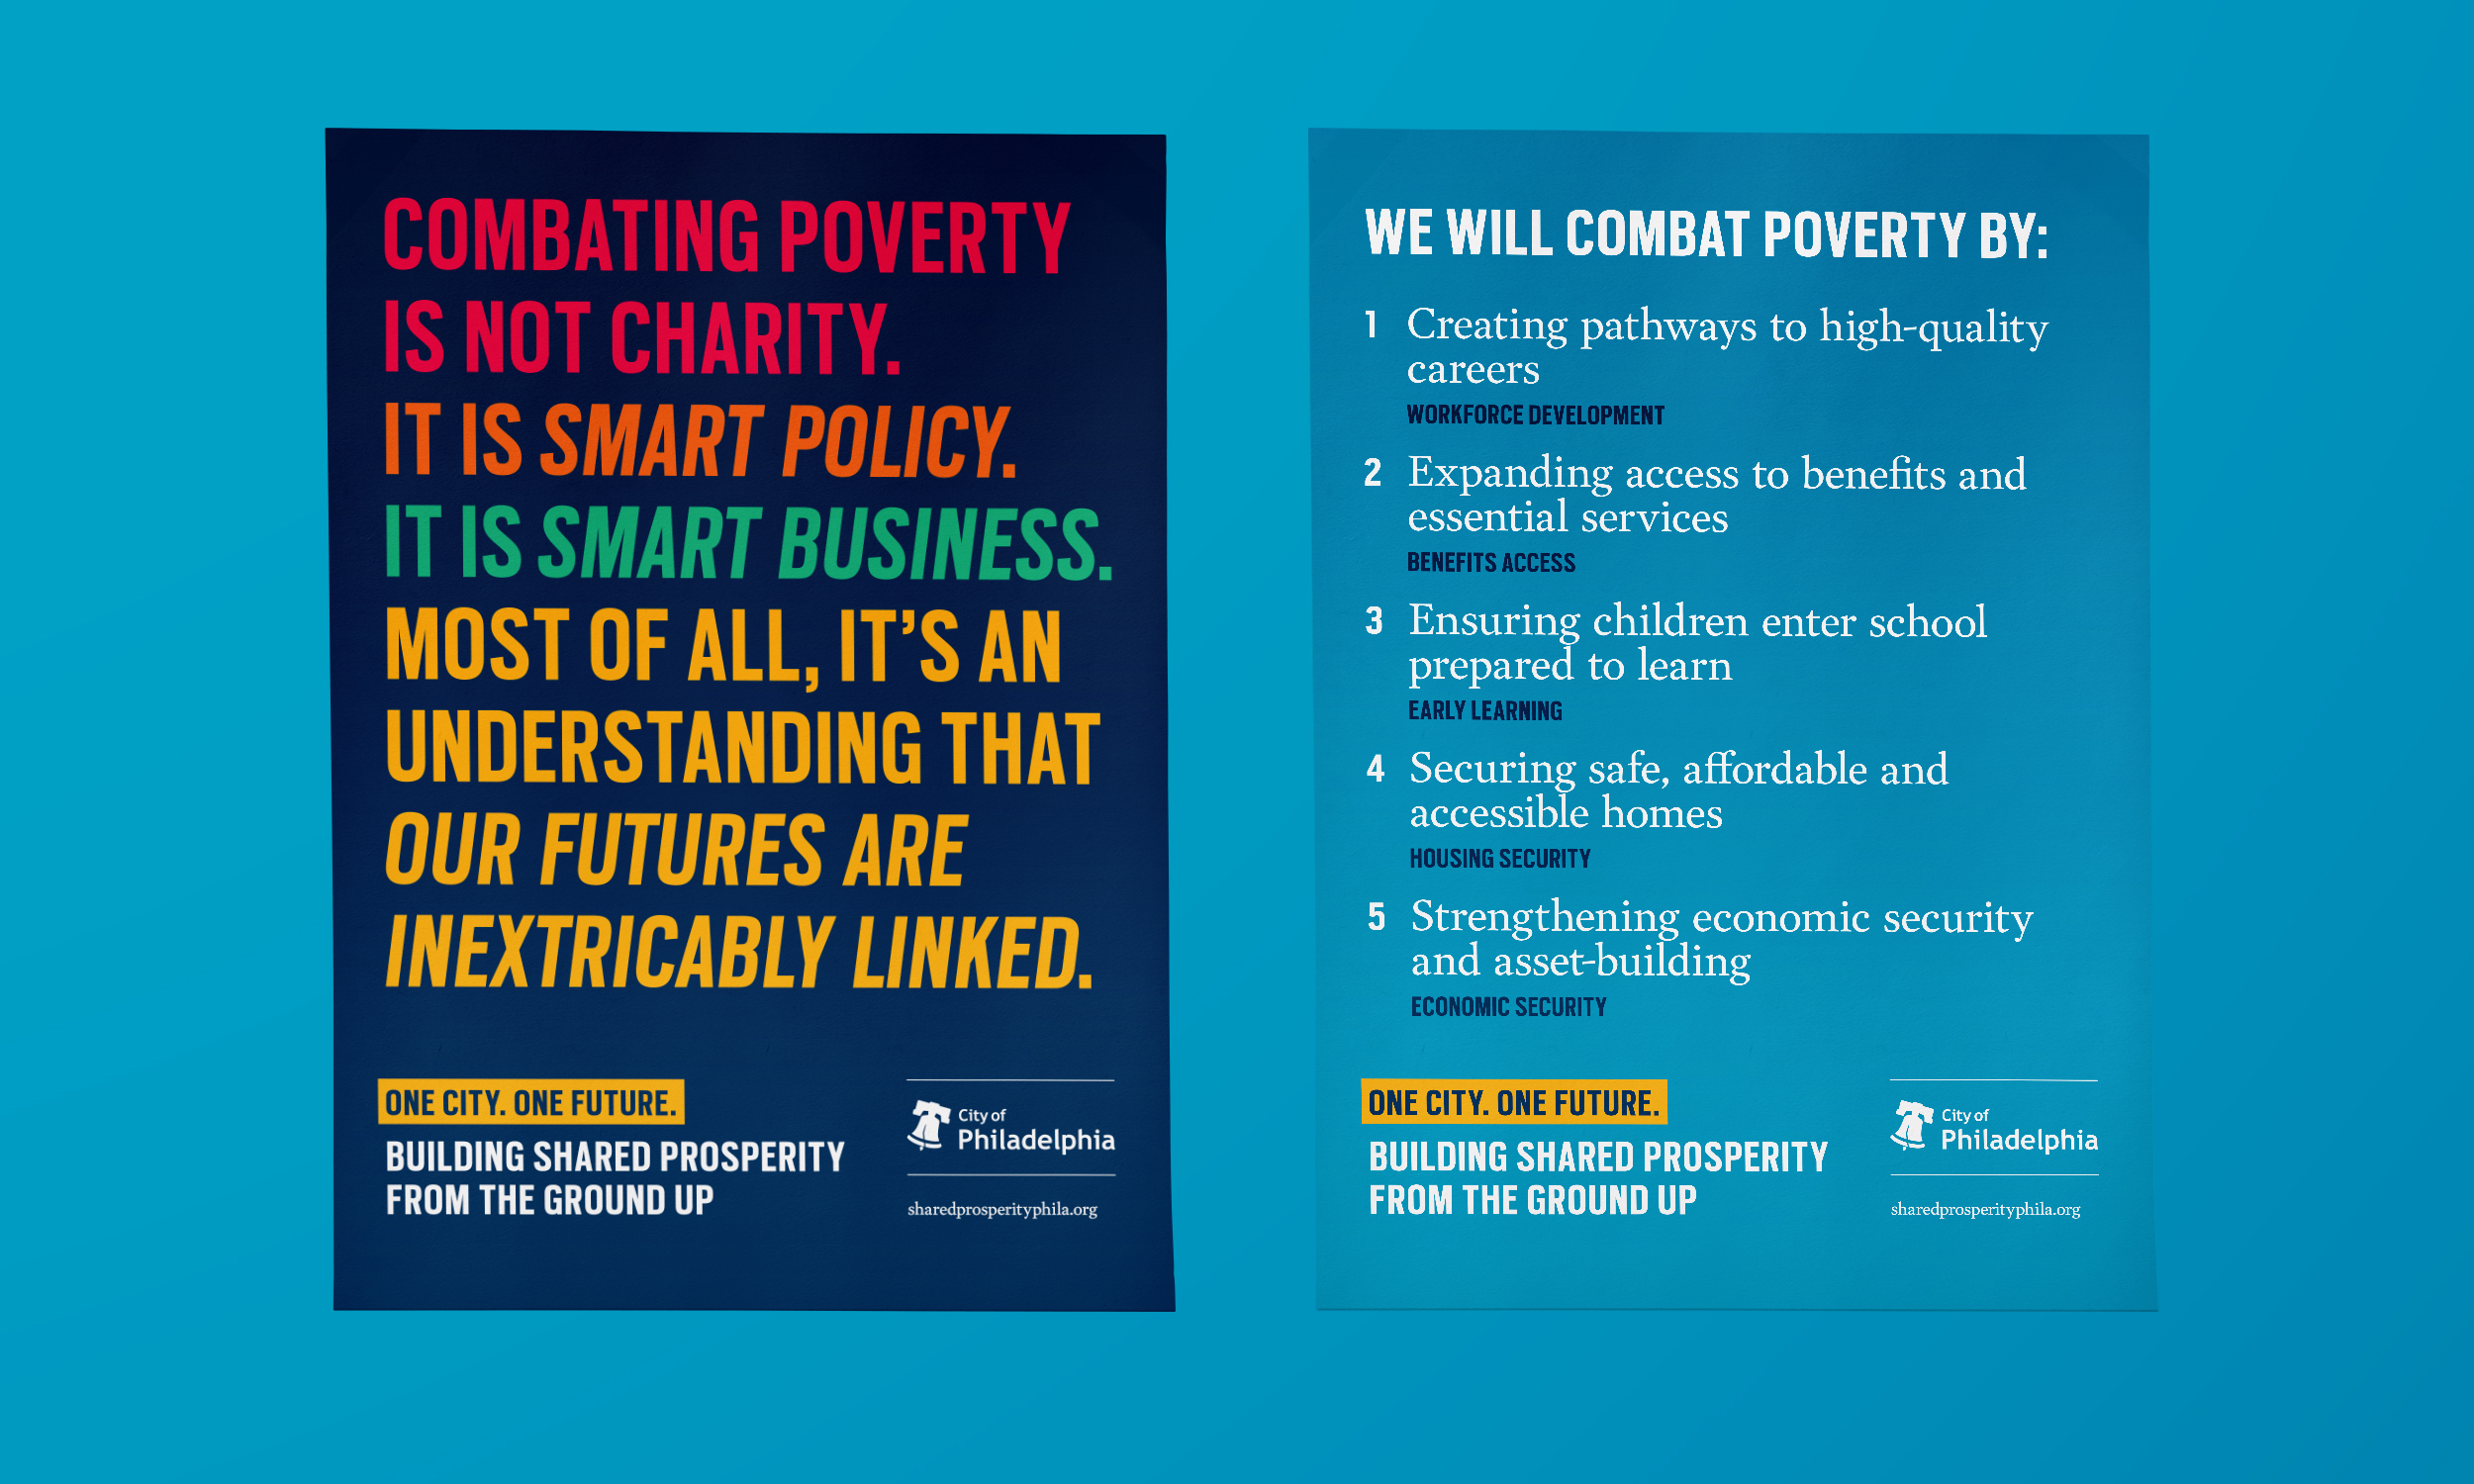 COMBATING POVERTY
IS NOT CHARITY.
IT IS SMART POLICY.
IT IS SMART BUSINESS.
MOST OF ALL, IT'S AN
UNDERSTANDING THAT
OUR FUTURES ARE
INEXTRICABLY LINKED.
ONE CITY. ONE FUTURE.
BUILDING SHARED PROSPERITY
FROM THE GROUND UP
City of
Philadelphia
sharedprosperityphila.org
WE WILL COMBAT POVERTY BY:
1 Creating pathways to high-quality
careers
WORKFORCE DEVELOPMENT
2 Expanding access to benefits and
essential services
BENEFITS ACCESS
3 Ensuring children enter school
prepared to learn
EARLY LEARNING
4 Securing safe, affordable and
accessible homes
HOUSING SECURITY
5 Strengthening economic security
and asset-building
ECONOMIC SECURITY
ONE CITY. ONE FUTURE.
BUILDING SHARED PROSPERITY
FROM THE GROUND UP
City of
Philadelphia
sharedprosperityphila.org